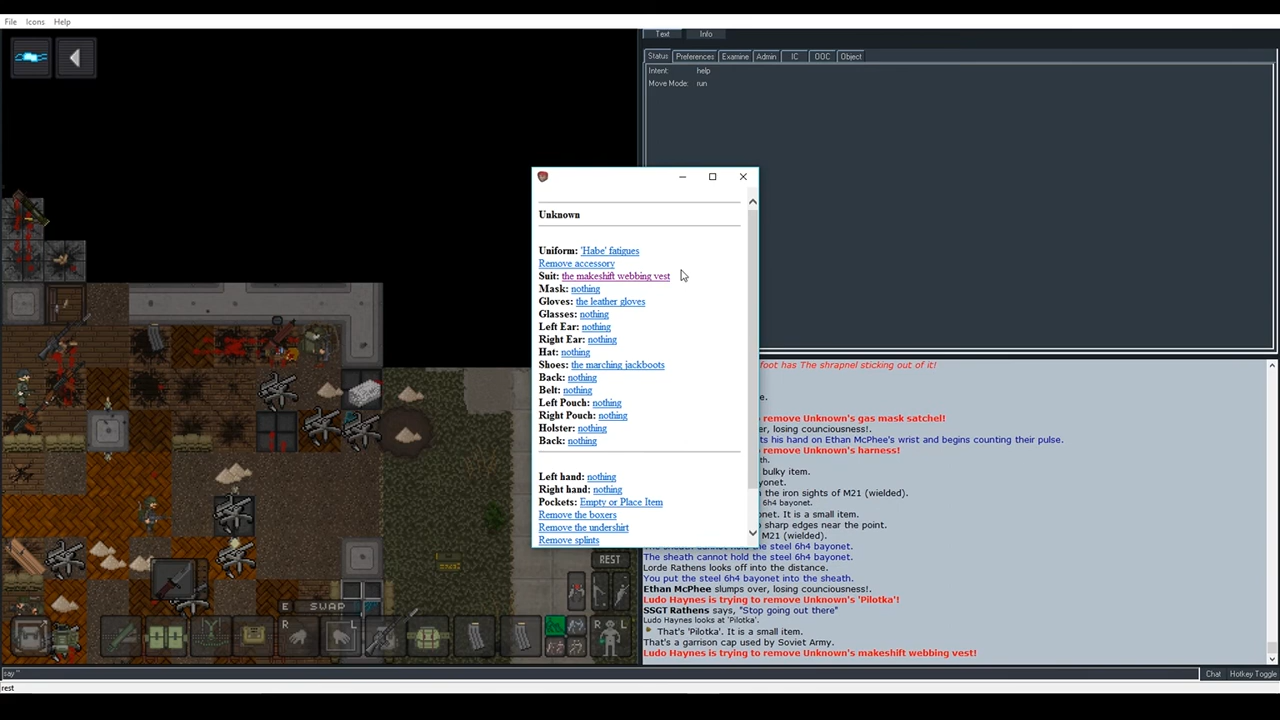 File Icons Help
Text Info
Status Preferences Examine Admin IC OOC Object
Intent: help
Move Mode: run
Unknown
Uniform: 'Habe' fatigues
Remove accessory
Suit: the makeshift webbing vest
Mask: nothing
Gloves: the leather gloves
Glasses: nothing
Left Ear: nothing
Right Ear: nothing
Hat: nothing
Shoes: the marching jackboots
Back: nothing
Belt: nothing
Left Pouch: nothing
Right Pouch: nothing
Holster: nothing
Back: nothing
Left hand: nothing
Right hand: nothing
Pockets: Empty or Place Item
Remove the boxers
Remove the undershirt
Remove splints
foot has The shrapnel sticking out of it!
e.
remove Unknown's gas mask satchel!
er, losing counciousness!.
ts his hand on Ethan McPhee's wrist and begins counting their pulse.
remove Unknown's harness!
th.
bulky item.
yonet.
n the iron sights of M21 (wielded).
6h4 bayonet.
onet. It is a small item.
o sharp edges near the point.
M21 (wielded).
The sheath cannot hold the steel 6h4 bayonet.
The sheath cannot hold the steel 6h4 bayonet.
Lorde Rathens looks off into the distance.
You put the steel 6h4 bayonet into the sheath.
Ethan McPhee slumps over, losing counciousness!.
Ludo Haynes is trying to remove Unknown's 'Pilotka'!
SSGT Rathens says, "Stop going out there"
Ludo Haynes looks at 'Pilotka'.
That's 'Pilotka'. It is a small item.
That's a garrison cap used by Soviet Army.
Ludo Haynes is trying to remove Unknown's makeshift webbing vest!
REST
E SWAP
R L
R L
say "
Chat Hotkey Toggle
rest